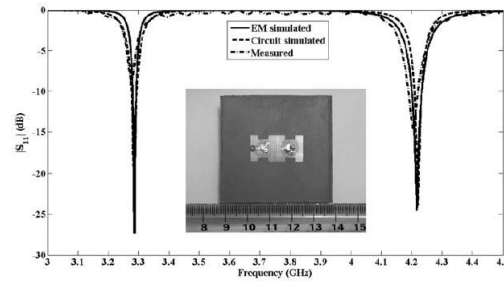 0
-5
-10
-15
-20
-25
-30
|S11| (dB)
EM simulated
Circuit simulated
Measured
8 9 10 11 12 13 14 15
3 3.1 3.2 3.3 3.4 3.5 3.6 3.7 3.8 3.9 4 4.1 4.2 4.3 4.4
Frequency (GHz)